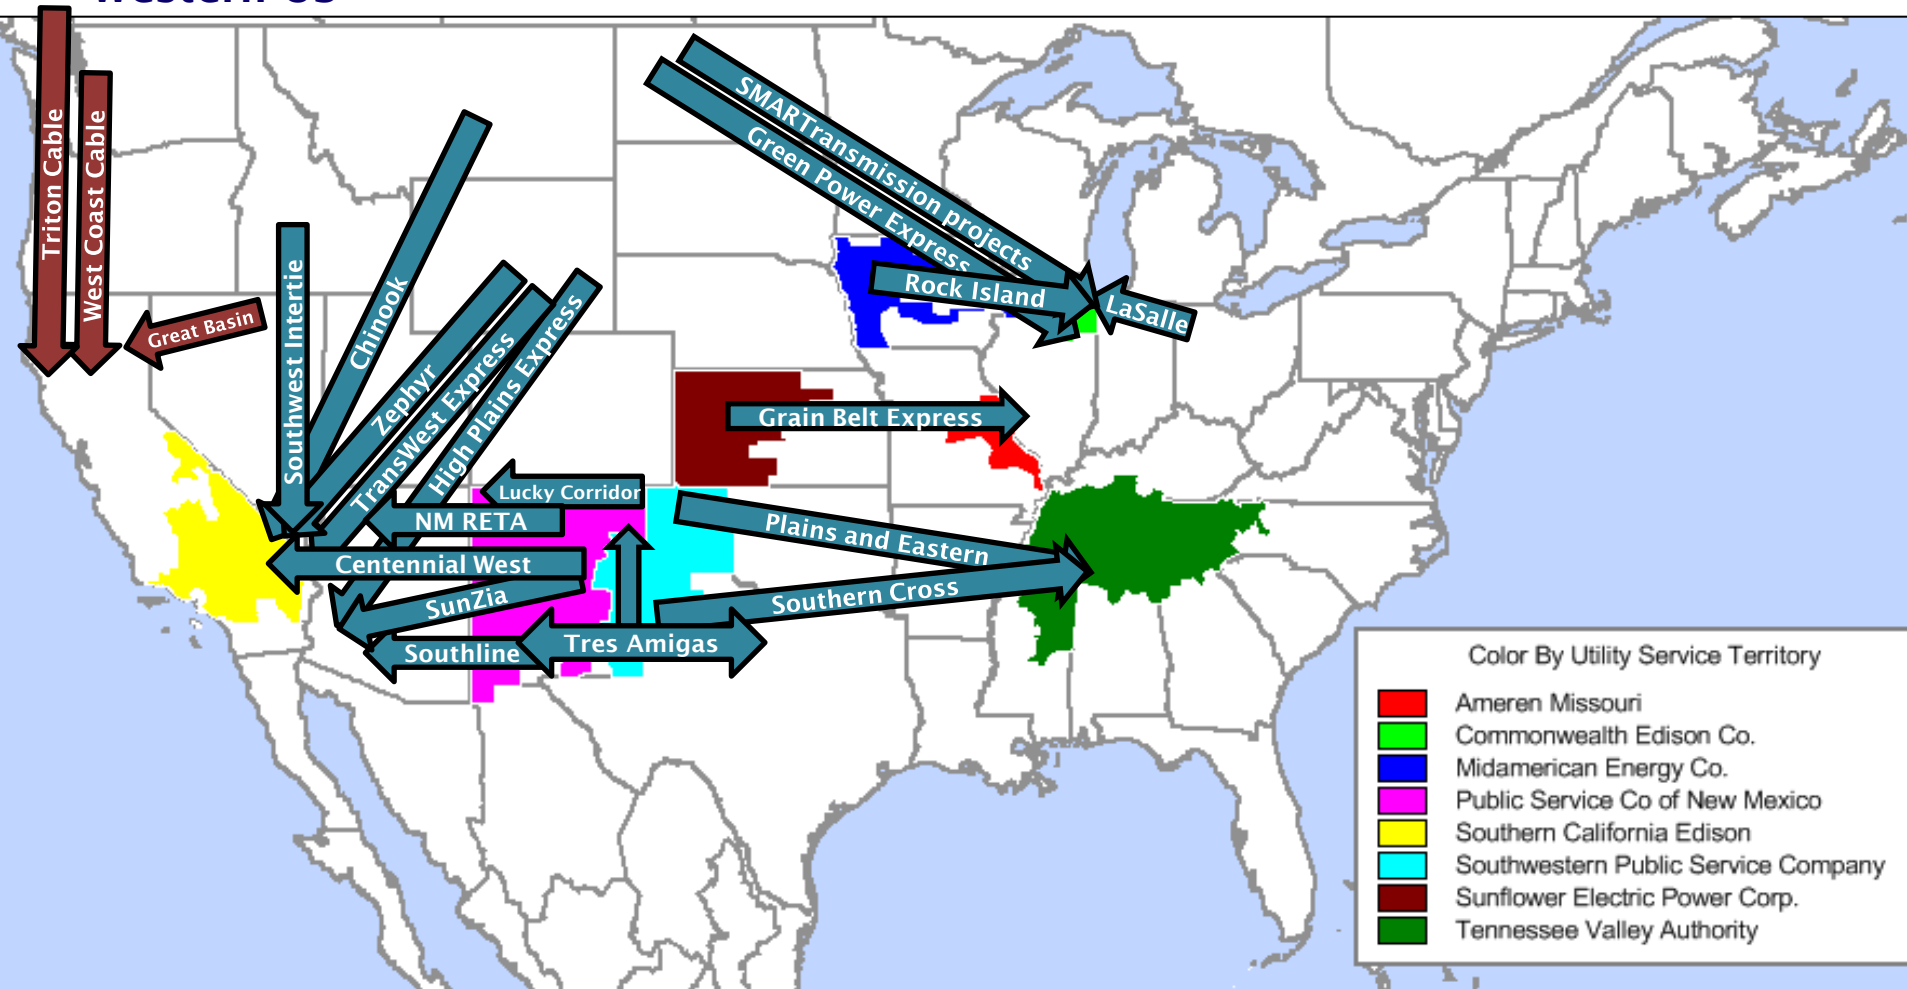 Western US
Triton Cable
West Coast Cable
Great Basin
Southwest Intertie
Chinook
Zephyr
TransWest Express
High Plains Express
SMARTransmission projects
Green Power Express
Rock Island
LaSalle
Grain Belt Express
Lucky Corridor
NM RETA
Centennial West
SunZia
Southline
Tres Amigas
Plains and Eastern
Southern Cross
Color By Utility Service Territory
Ameren Missouri
Commonwealth Edison Co.
Midamerican Energy Co.
Public Service Co of New Mexico
Southern California Edison
Southwestern Public Service Company
Sunflower Electric Power Corp.
Tennessee Valley Authority